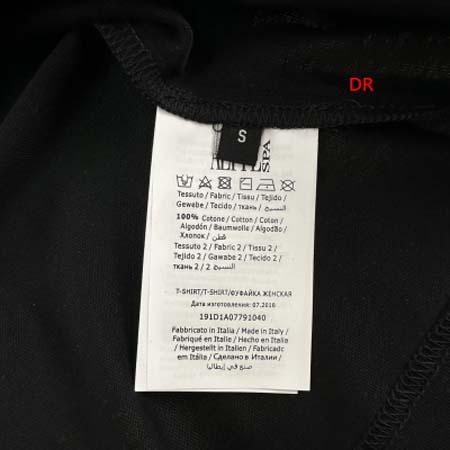 DR
S
SPA
Tessuto / Fabric / Tissu / Tejido /
Gewebe / Tecido / ткань / النسيج
100% Cotone / Cotton / Coton /
Algodón / Baumwolle / Algodão /
Хлопок / قطن
Tessuto 2 / Fabric 2 / Tissu 2 /
Tejido 2 / Gawabe 2 / Tecido 2 /
ткань 2 / النسيج 2
T-SHIRT/T-SHIRT/ФУФАЙКА ЖЕНСКАЯ
Дата изготовления: 07.2018
191D1A07791040
Fabbricato in Italia / Made in Italy /
Fabriqué en Italie / Hecho en Italia
/ Hergestellt in Italien / Fabricado
em Itália / Сделано в Италии /
صنع في إيطاليا